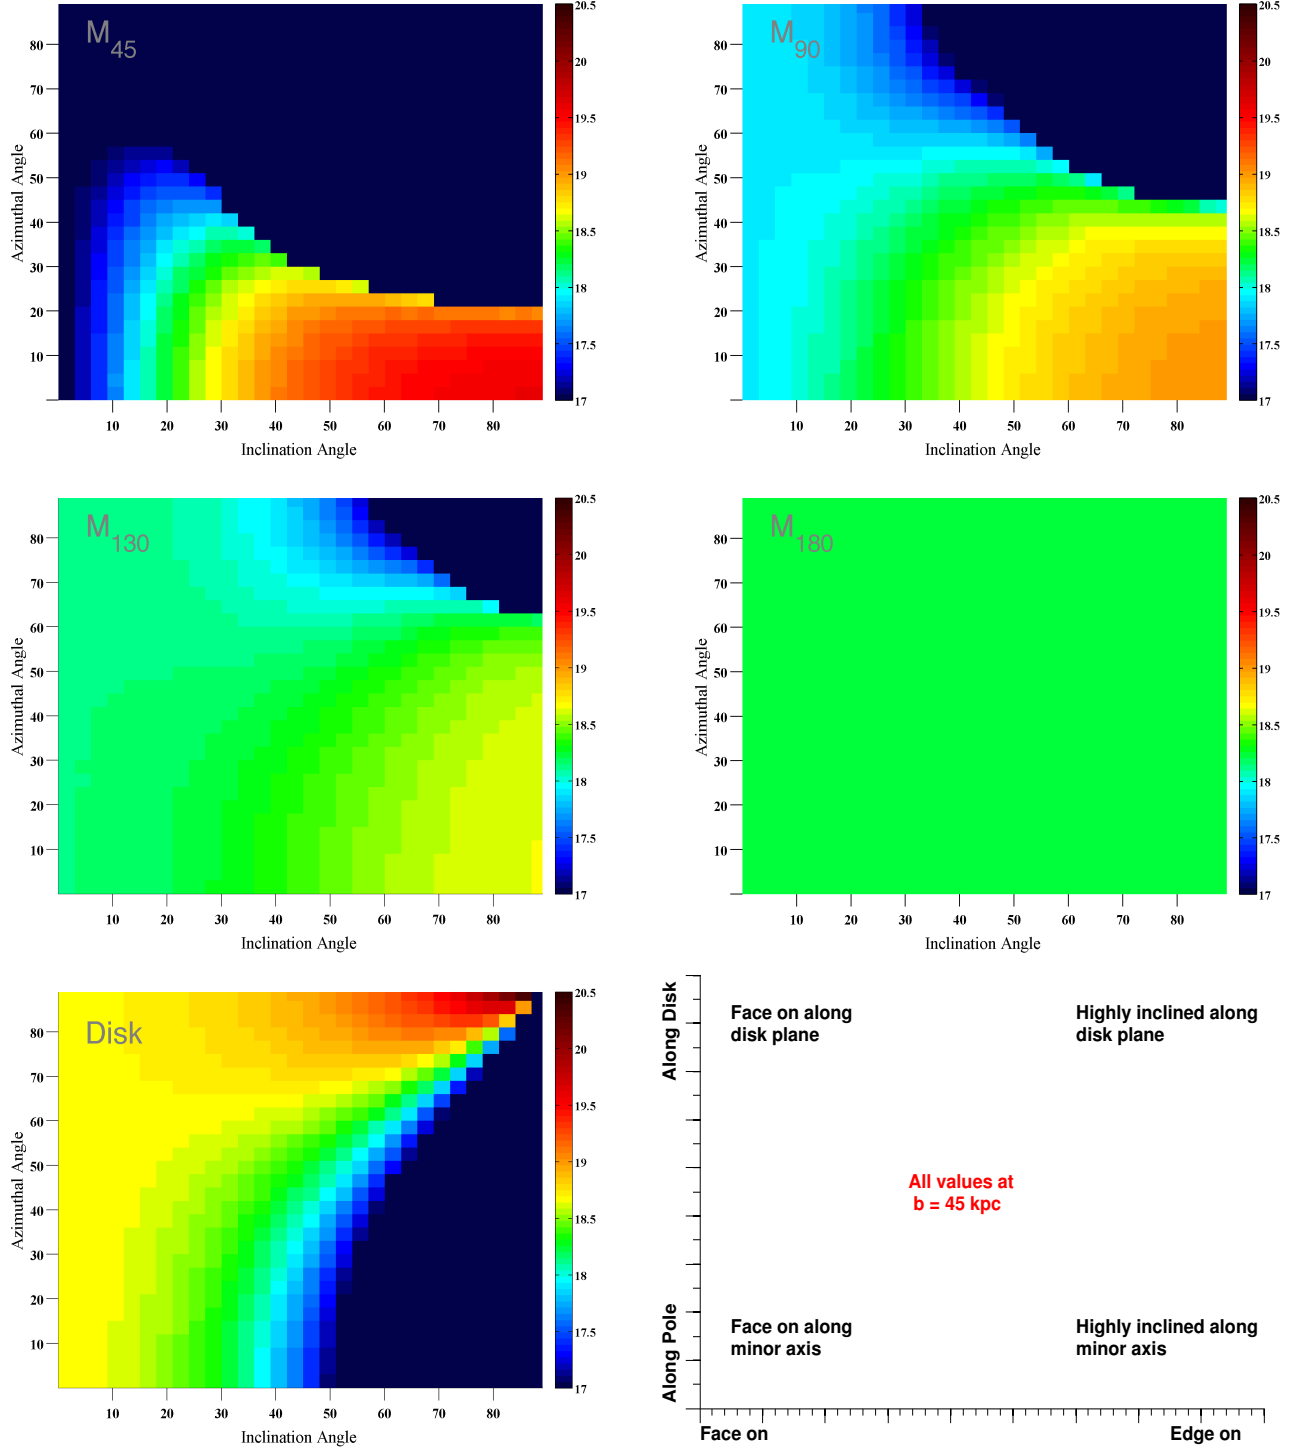 M45
Azimuthal Angle
80
70
60
50
40
30
20
10
10 20 30 40 50 60 70 80
Inclination Angle
20.5
20
19.5
19
18.5
18
17.5
17
M90
Azimuthal Angle
80
70
60
50
40
30
20
10
10 20 30 40 50 60 70 80
Inclination Angle
20.5
20
19.5
19
18.5
18
17.5
17
M130
Azimuthal Angle
80
70
60
50
40
30
20
10
10 20 30 40 50 60 70 80
Inclination Angle
20.5
20
19.5
19
18.5
18
17.5
17
M180
Azimuthal Angle
80
70
60
50
40
30
20
10
10 20 30 40 50 60 70 80
Inclination Angle
20.5
20
19.5
19
18.5
18
17.5
17
Disk
Azimuthal Angle
80
70
60
50
40
30
20
10
10 20 30 40 50 60 70 80
Inclination Angle
20.5
20
19.5
19
18.5
18
17.5
17
Along Disk
Along Pole
Face on along
disk plane
Highly inclined along
disk plane
All values at
b = 45 kpc
Face on along
minor axis
Highly inclined along
minor axis
Face on
Edge on